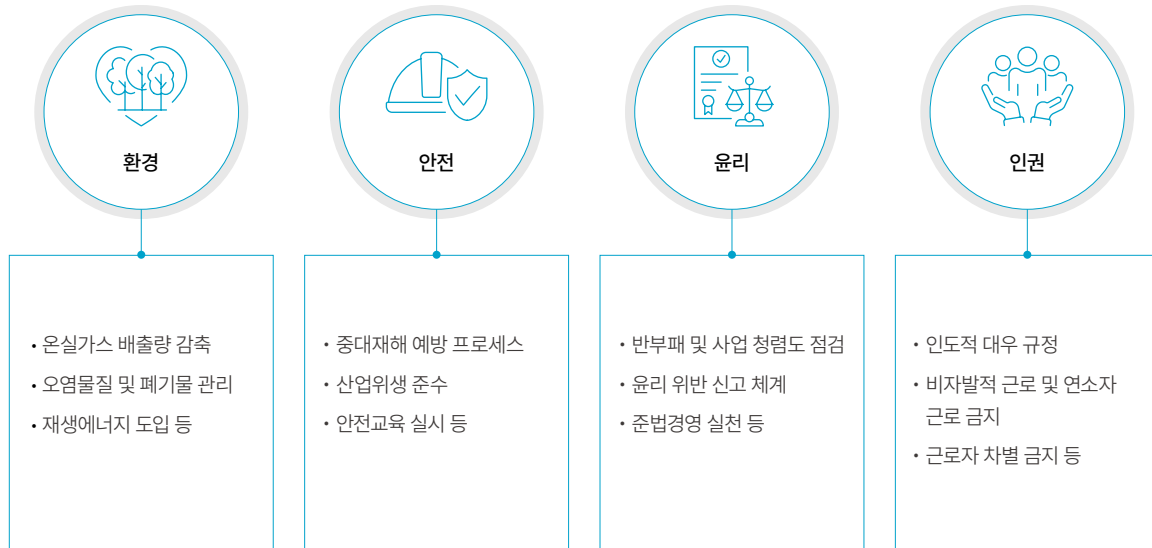 환경
• 온실가스 배출량 감축
• 오염물질 및 폐기물 관리
• 재생에너지 도입 등
안전
• 중대재해 예방 프로세스
• 산업위생 준수
• 안전교육 실시 등
윤리
• 반부패 및 사업 청렴도 점검
• 윤리 위반 신고 체계
• 준법경영 실천 등
인권
• 인도적 대우 규정
• 비자발적 근로 및 연소자
근로 금지
• 근로자 차별 금지 등